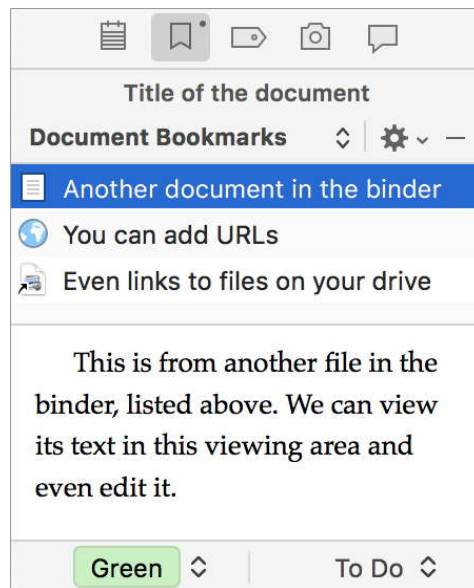 Title of the document
Document Bookmarks
Another document in the binder
You can add URLs
Even links to files on your drive
This is from another file in the
binder, listed above. We can view
its text in this viewing area and
even edit it.
Green To Do